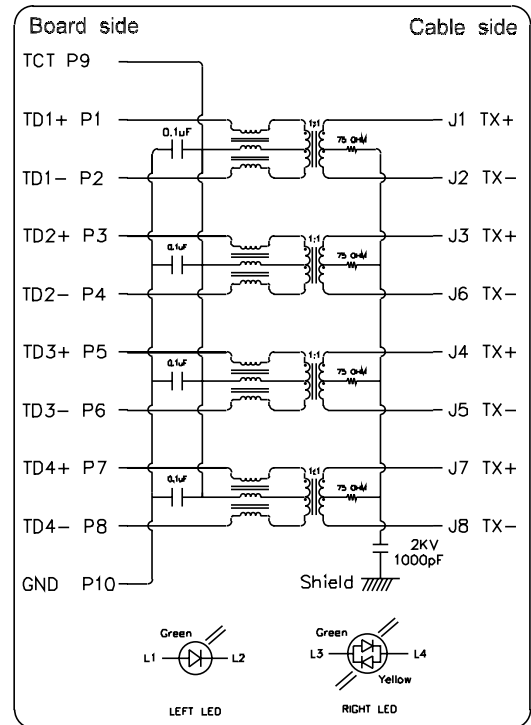 Board side Cable side
TCT P9
TD1+ P1 J1 TX+
0.1uF 1:1 75 OHM
TD1- P2 J2 TX-
TD2+ P3 J3 TX+
0.1uF 1:1 75 OHM
TD2- P4 J6 TX-
TD3+ P5 J4 TX+
0.1uF 1:1 75 OHM
TD3- P6 J5 TX-
TD4+ P7 J7 TX+
0.1uF 1:1 75 OHM
TD4- P8 J8 TX-
2KV
1000pF
GND P10 Shield
Green Green
L1 L2 L3 L4
Yellow
LEFT LED RIGHT LED